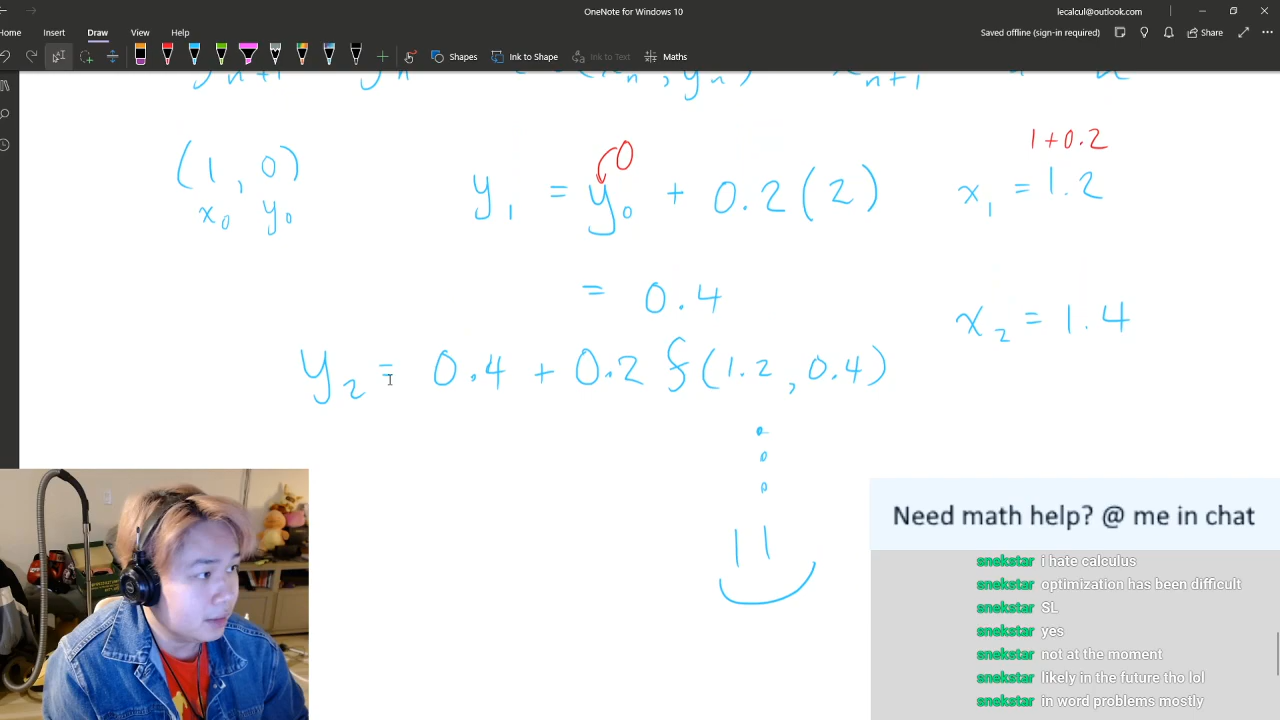 OneNote for Windows 10
lecalcul@outlook.com
Home Insert Draw View Help
Saved offline (sign-in required)
Share
Shapes Ink to Shape Ink to Text Maths
1+0.2
(1, 0)
x₀ y₀
0
y₁ = y₀ + 0.2(2)
x₁ = 1.2
= 0.4
x₂ = 1.4
y₂ = 0.4 + 0.2 f(1.2, 0.4)
Need math help? @ me in chat
snekstar i hate calculus
snekstar optimization has been difficult
snekstar SL
snekstar yes
snekstar not at the moment
snekstar likely in the future tho lol
snekstar in word problems mostly